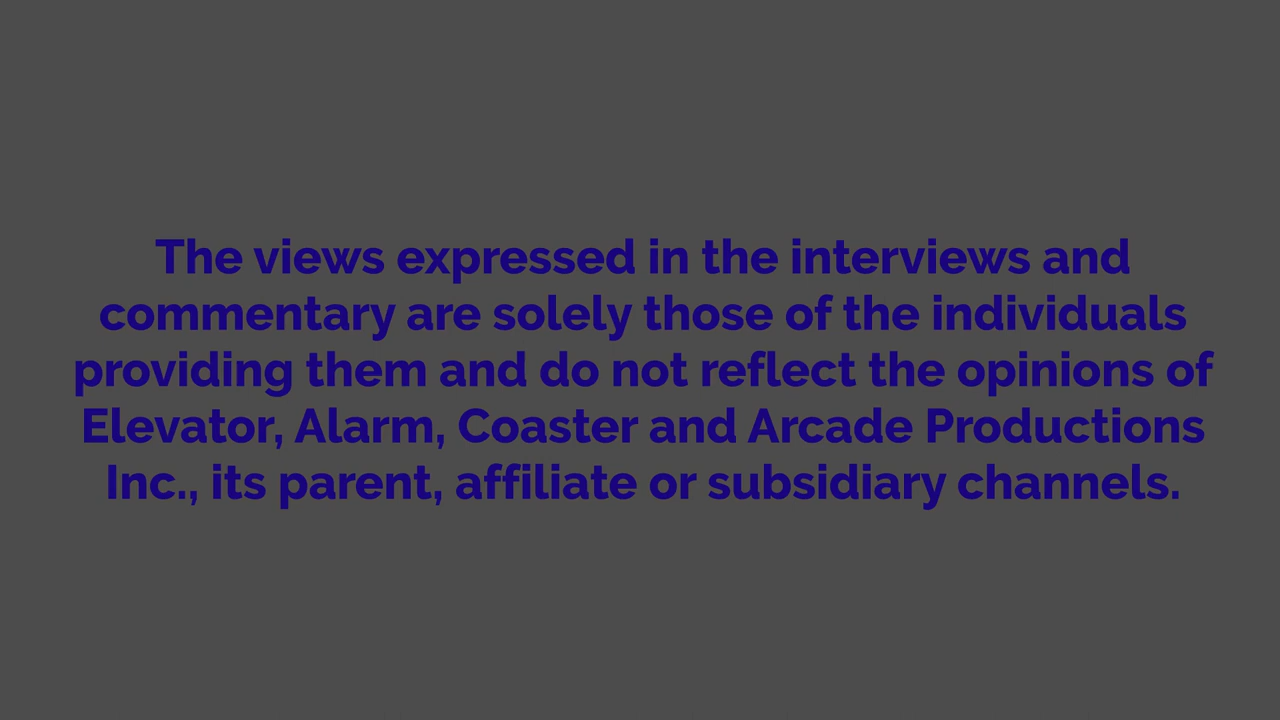 The views expressed in the interviews and
commentary are solely those of the individuals
providing them and do not reflect the opinions of
Elevator, Alarm, Coaster and Arcade Productions
Inc., its parent, affiliate or subsidiary channels.